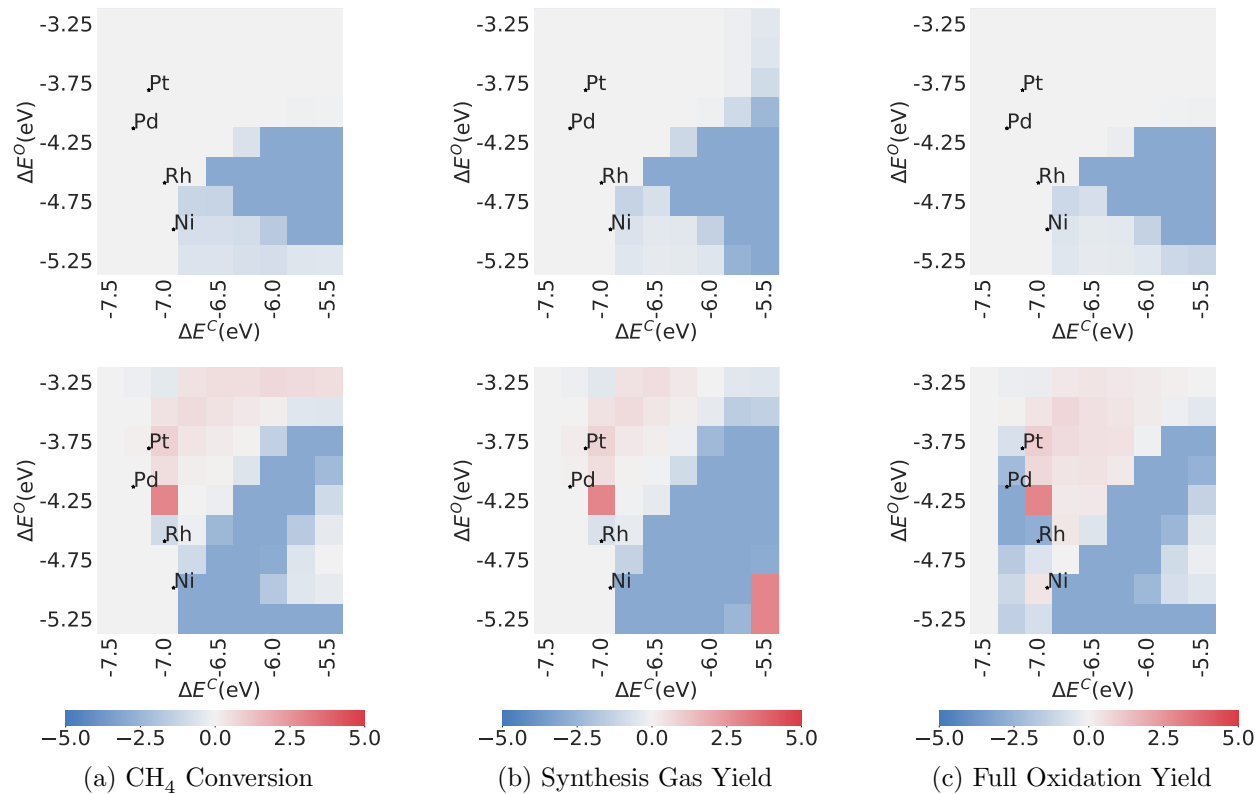 -3.25
-3.75
-4.25
-4.75
-5.25
ΔE^O(eV)
Pt
Pd
Rh
Ni
-7.5
-7.0
-6.5
-6.0
-5.5
ΔE^C(eV)
-3.25
-3.75
-4.25
-4.75
-5.25
ΔE^O(eV)
Pt
Pd
Rh
Ni
-7.5
-7.0
-6.5
-6.0
-5.5
ΔE^C(eV)
-3.25
-3.75
-4.25
-4.75
-5.25
ΔE^O(eV)
Pt
Pd
Rh
Ni
-7.5
-7.0
-6.5
-6.0
-5.5
ΔE^C(eV)
-3.25
-3.75
-4.25
-4.75
-5.25
ΔE^O(eV)
Pt
Pd
Rh
Ni
-7.5
-7.0
-6.5
-6.0
-5.5
ΔE^C(eV)
-3.25
-3.75
-4.25
-4.75
-5.25
ΔE^O(eV)
Pt
Pd
Rh
Ni
-7.5
-7.0
-6.5
-6.0
-5.5
ΔE^C(eV)
-3.25
-3.75
-4.25
-4.75
-5.25
ΔE^O(eV)
Pt
Pd
Rh
Ni
-7.5
-7.0
-6.5
-6.0
-5.5
ΔE^C(eV)
−5.0 −2.5 0.0 2.5 5.0
(a) CH₄ Conversion
−5.0 −2.5 0.0 2.5 5.0
(b) Synthesis Gas Yield
−5.0 −2.5 0.0 2.5 5.0
(c) Full Oxidation Yield